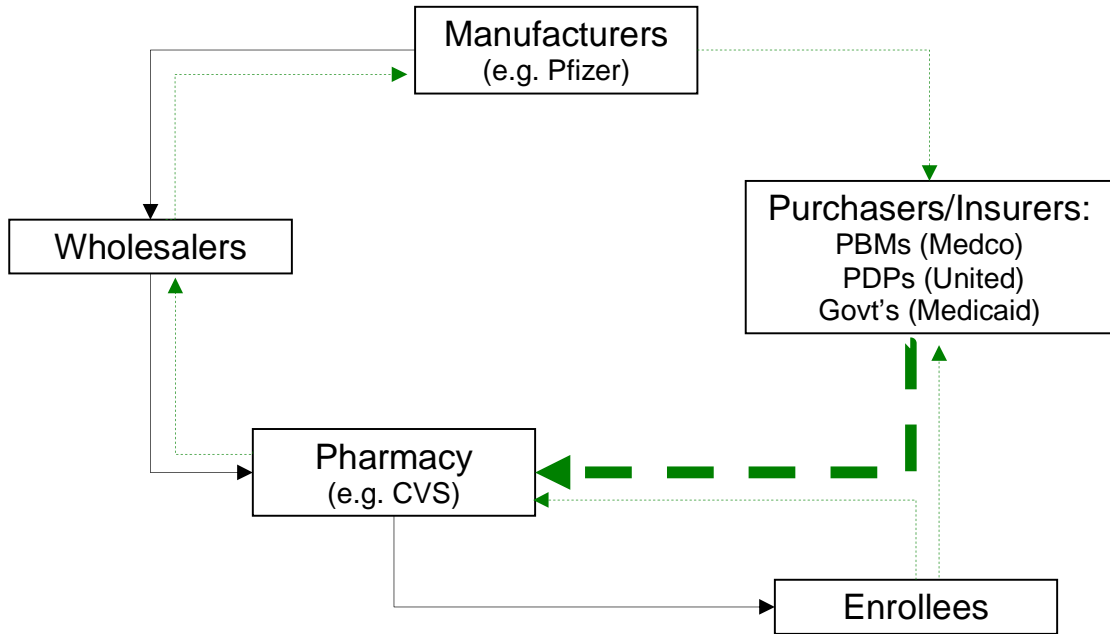 Manufacturers
(e.g. Pfizer)
Purchasers/Insurers:
PBMs (Medco)
PDPs (United)
Govt’s (Medicaid)
Wholesalers
Pharmacy
(e.g. CVS)
Enrollees